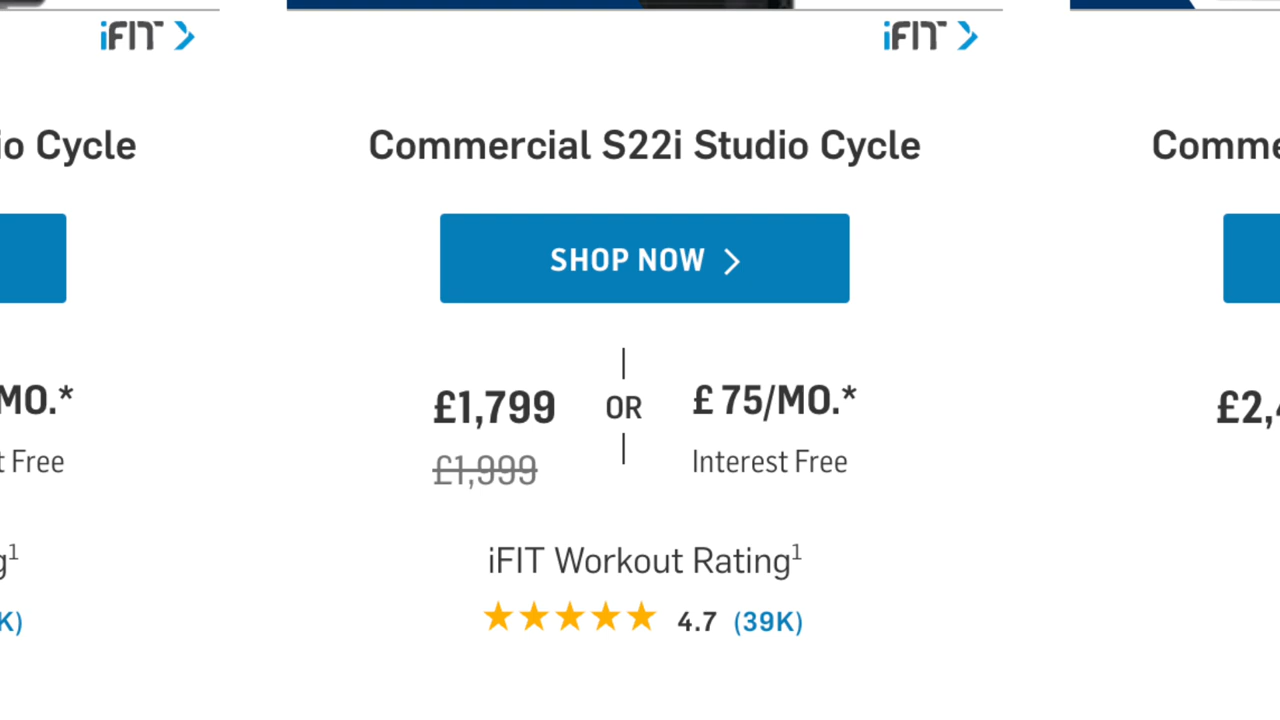 iFIT
iFIT
io Cycle
Commercial S22i Studio Cycle
Comme
SHOP NOW
MO.*
£1,799
OR
£ 75/MO.*
£2,
t Free
£1,999
Interest Free
g1
iFIT Workout Rating1
K)
4.7 (39K)